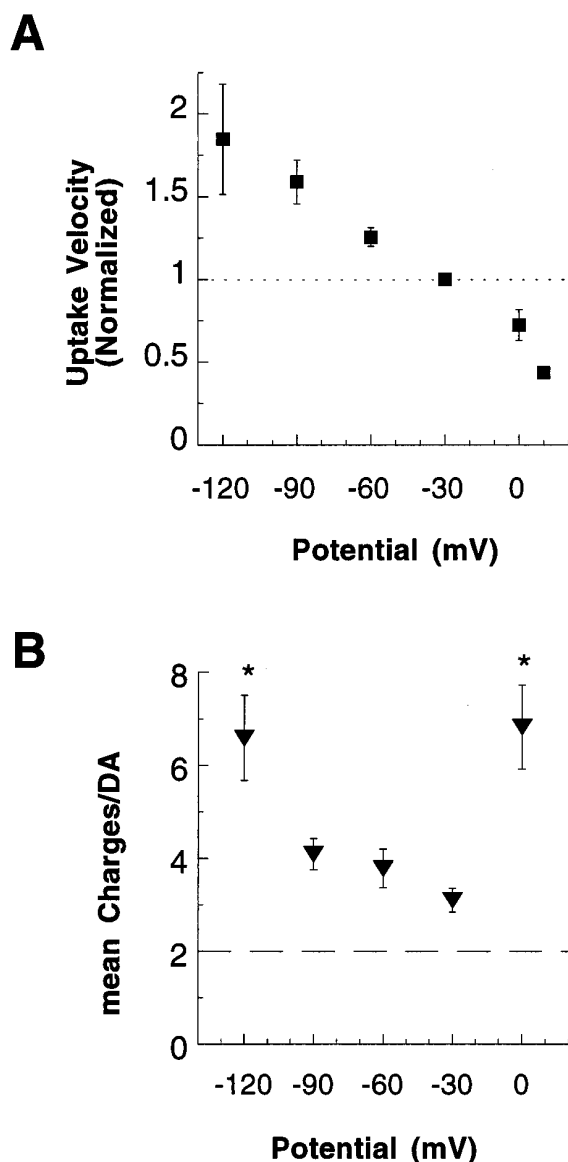 A
Uptake Velocity
(Normalized)
2
1.5
1
0.5
0
-120 -90 -60 -30 0
Potential (mV)
B
* *
mean Charges/DA
8
6
4
2
0
-120 -90 -60 -30 0
Potential (mV)